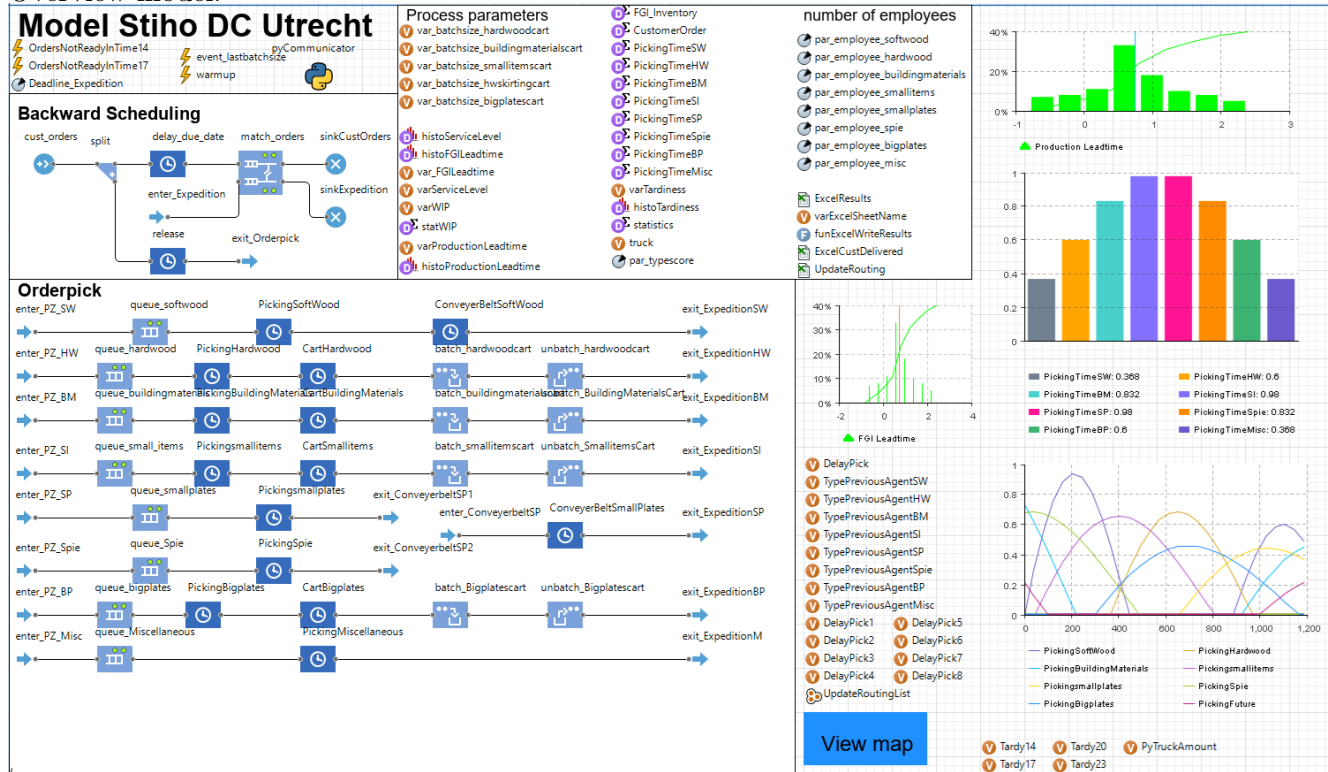 Overview model.
Model Stiho DC Utrecht
OrdersNotReadyInTime14
OrdersNotReadyInTime17
Deadline_Expedition
event_lastbatchsize
warmup
pyCommunicator
Backward Scheduling
cust_orders
split
delay_due_date
match_orders
sinkCustOrders
enter_Expedition
sinkExpedition
release
exit_Orderpick
Process parameters
var_batchsize_hardwoodcart
var_batchsize_buildingmaterialscart
var_batchsize_smallitemscart
var_batchsize_hwskirtingcart
var_batchsize_bigplatescart
histoServiceLevel
histoFGILeadtime
var_FGILeadtime
varServiceLevel
varWIP
statWIP
varProductionLeadtime
histoProductionLeadtime
FGI_Inventory
CustomerOrder
PickingTimeSW
PickingTimeHW
PickingTimeBM
PickingTimeSI
PickingTimeSP
PickingTimeSpie
PickingTimeBP
PickingTimeMisc
varTardiness
histoTardiness
statistics
truck
par_typescore
number of employees
par_employee_softwood
par_employee_hardwood
par_employee_buildingmaterials
par_employee_smallitems
par_employee_smallplates
par_employee_spie
par_employee_bigplates
par_employee_misc
ExcelResults
varExcelSheetName
funExcelWriteResults
ExcelCustDelivered
UpdateRouting
40%
20%
0%
-1 0 1 2 3
Production Leadtime
1
0.8
0.6
0.4
0.2
0
PickingTimeSW: 0.368 PickingTimeHW: 0.6
PickingTimeBM: 0.832 PickingTimeSI: 0.98
PickingTimeSP: 0.98 PickingTimeSpie: 0.832
PickingTimeBP: 0.6 PickingTimeMisc: 0.368
Orderpick
enter_PZ_SW queue_softwood PickingSoftWood ConveyerBeltSoftWood exit_ExpeditionSW
enter_PZ_HW queue_hardwood PickingHardwood CartHardwood batch_hardwoodcart unbatch_hardwoodcart exit_ExpeditionHW
enter_PZ_BM queue_buildingmaterials PickingBuildingMaterials CartBuildingMaterials batch_buildingmaterialscart unbatch_BuildingMaterialsCart exit_ExpeditionBM
enter_PZ_SI queue_small_items Pickingsmallitems CartSmallitems batch_smallitemscart unbatch_SmallitemsCart exit_ExpeditionSI
enter_PZ_SP queue_smallplates Pickingsmallplates exit_ConveyerbeltSP1
enter_ConveyerbeltSP ConveyerBeltSmallPlates exit_ExpeditionSP
enter_PZ_Spie queue_Spie PickingSpie exit_ConveyerbeltSP2
enter_PZ_BP queue_bigplates PickingBigplates CartBigplates batch_Bigplatescart unbatch_Bigplatescart exit_ExpeditionBP
enter_PZ_Misc queue_Miscellaneous PickingMiscellaneous exit_ExpeditionM
40%
30%
20%
10%
0%
-2 0 2 4
FGI Leadtime
DelayPick
TypePreviousAgentSW
TypePreviousAgentHW
TypePreviousAgentBM
TypePreviousAgentSI
TypePreviousAgentSP
TypePreviousAgentSpie
TypePreviousAgentBP
TypePreviousAgentMisc
DelayPick1 DelayPick5
DelayPick2 DelayPick6
DelayPick3 DelayPick7
DelayPick4 DelayPick8
UpdateRoutingList
View map
1
0.8
0.6
0.4
0.2
0
0 200 400 600 800 1,000 1,200
PickingSoftWood PickingHardwood
PickingBuildingMaterials Pickingsmallitems
Pickingsmallplates PickingSpie
PickingBigplates PickingFuture
Tardy14 Tardy20 PyTruckAmount
Tardy17 Tardy23